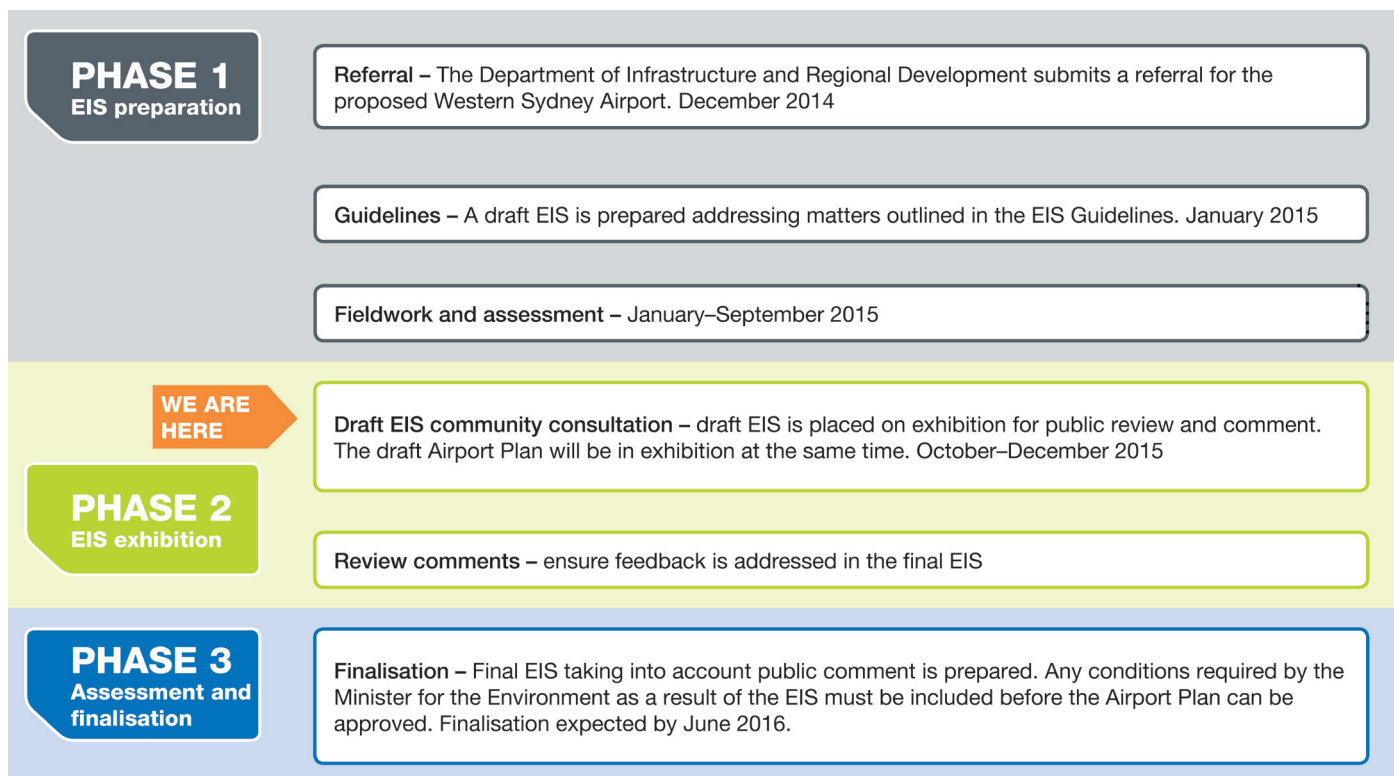 PHASE 1
EIS preparation
Referral – The Department of Infrastructure and Regional Development submits a referral for the
proposed Western Sydney Airport. December 2014
Guidelines – A draft EIS is prepared addressing matters outlined in the EIS Guidelines. January 2015
Fieldwork and assessment – January–September 2015
WE ARE
HERE
Draft EIS community consultation – draft EIS is placed on exhibition for public review and comment.
The draft Airport Plan will be in exhibition at the same time. October–December 2015
PHASE 2
EIS exhibition
Review comments – ensure feedback is addressed in the final EIS
PHASE 3
Assessment and
finalisation
Finalisation – Final EIS taking into account public comment is prepared. Any conditions required by the
Minister for the Environment as a result of the EIS must be included before the Airport Plan can be
approved. Finalisation expected by June 2016.